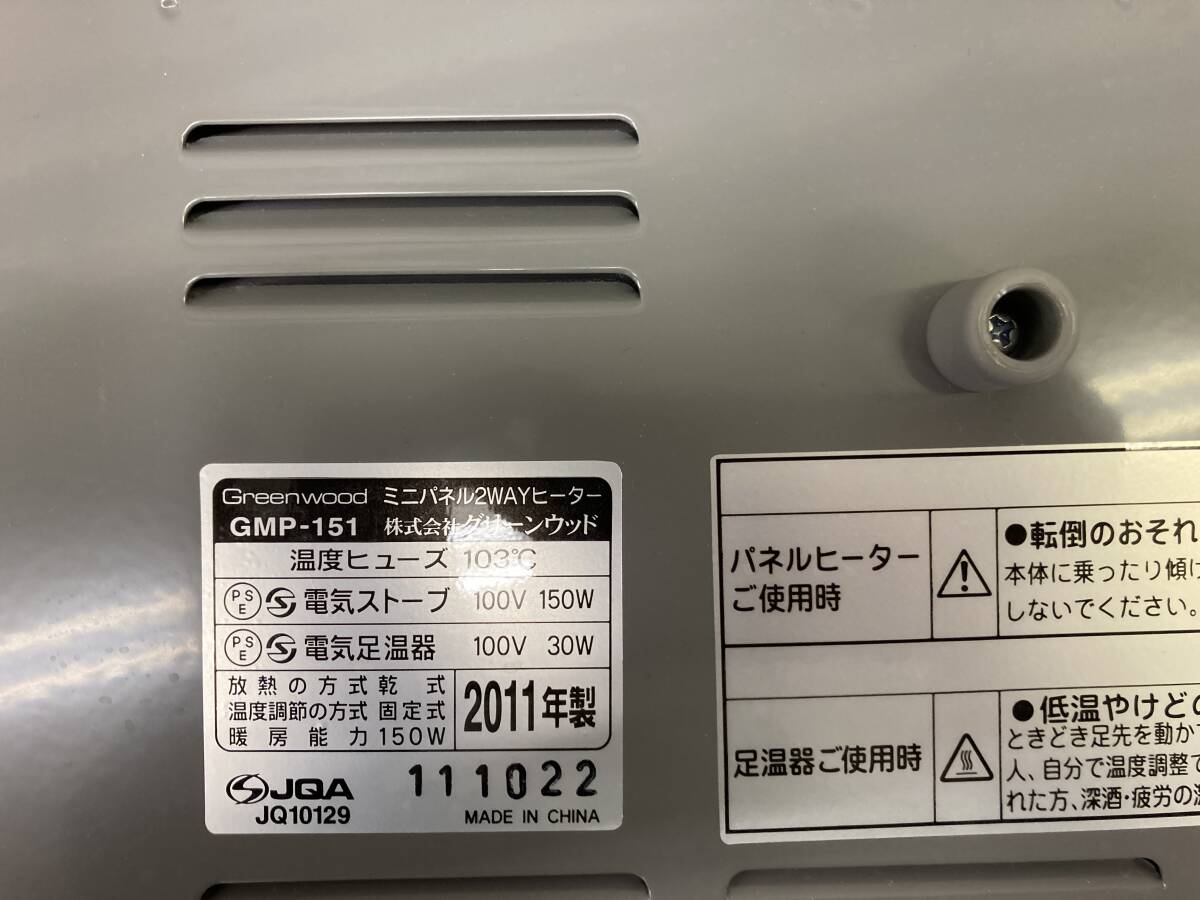 Greenwood ミニパネル2WAYヒーター
GMP-151 株式会社グリーンウッド
温度ヒューズ 103℃
PSE S 電気ストーブ 100V 150W
PSE S 電気足温器 100V 30W
放熱の方式 乾式
温度調節の方式 固定式
暖房能力 150W
2011年製
JQA 111022
JQ10129 MADE IN CHINA
パネルヒーター
ご使用時
●転倒のおそれ
本体に乗ったり傾け
しないでください。
足温器ご使用時
●低温やけどの
ときどき足先を動かて
人、自分で温度調整で
れた方、深酒・疲労の激